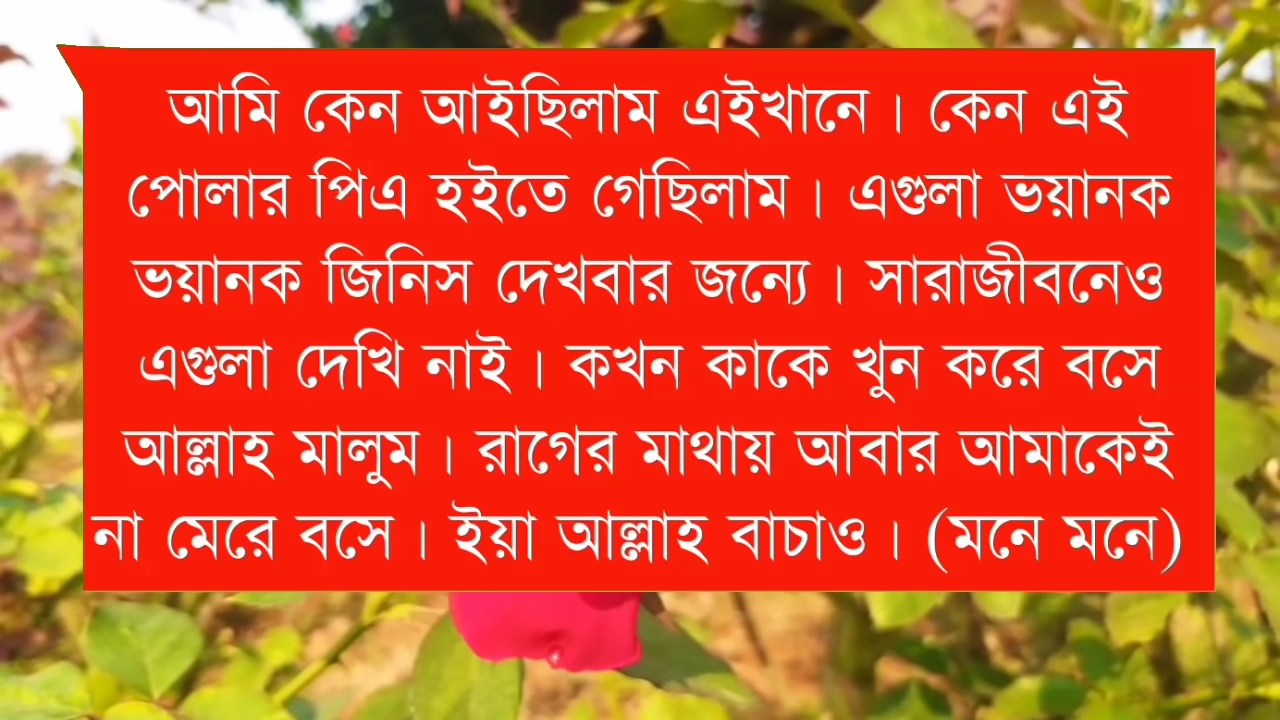 আমি কেন আইছিলাম এইখানে। কেন এই
পোলার পিএ হইতে গেছিলাম। এগুলা ভয়ানক
ভয়ানক জিনিস দেখবার জন্যে। সারাজীবনেও
এগুলা দেখি নাই। কখন কাকে খুন করে বসে
আল্লাহ মালুম। রাগের মাথায় আবার আমাকেই
না মেরে বসে। ইয়া আল্লাহ বাচাও। (মনে মনে)